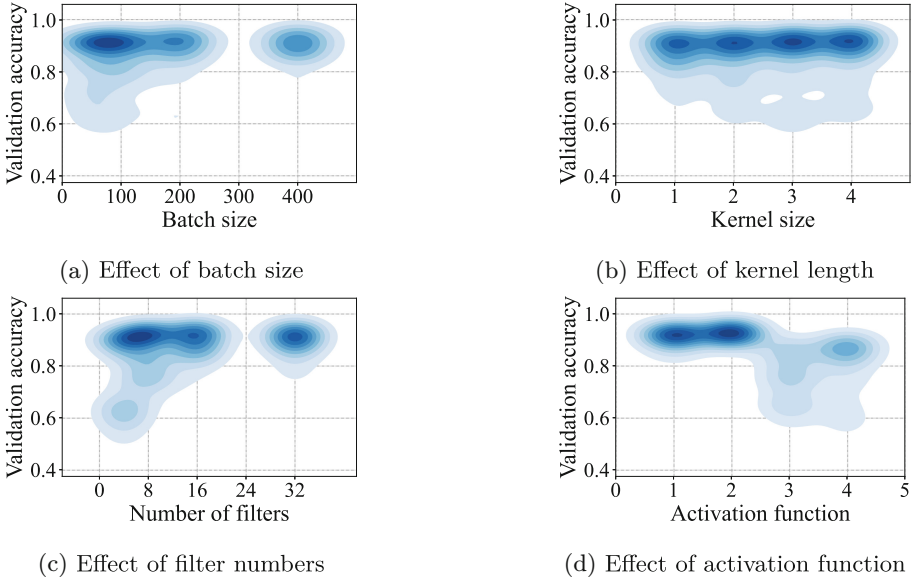 Validation accuracy
1.0
0.8
0.6
0.4
0 100 200 300 400
Batch size
(a) Effect of batch size
Validation accuracy
1.0
0.8
0.6
0.4
0 1 2 3 4
Kernel size
(b) Effect of kernel length
Validation accuracy
1.0
0.8
0.6
0.4
0 8 16 24 32
Number of filters
(c) Effect of filter numbers
Validation accuracy
1.0
0.8
0.6
0.4
0 1 2 3 4 5
Activation function
(d) Effect of activation function